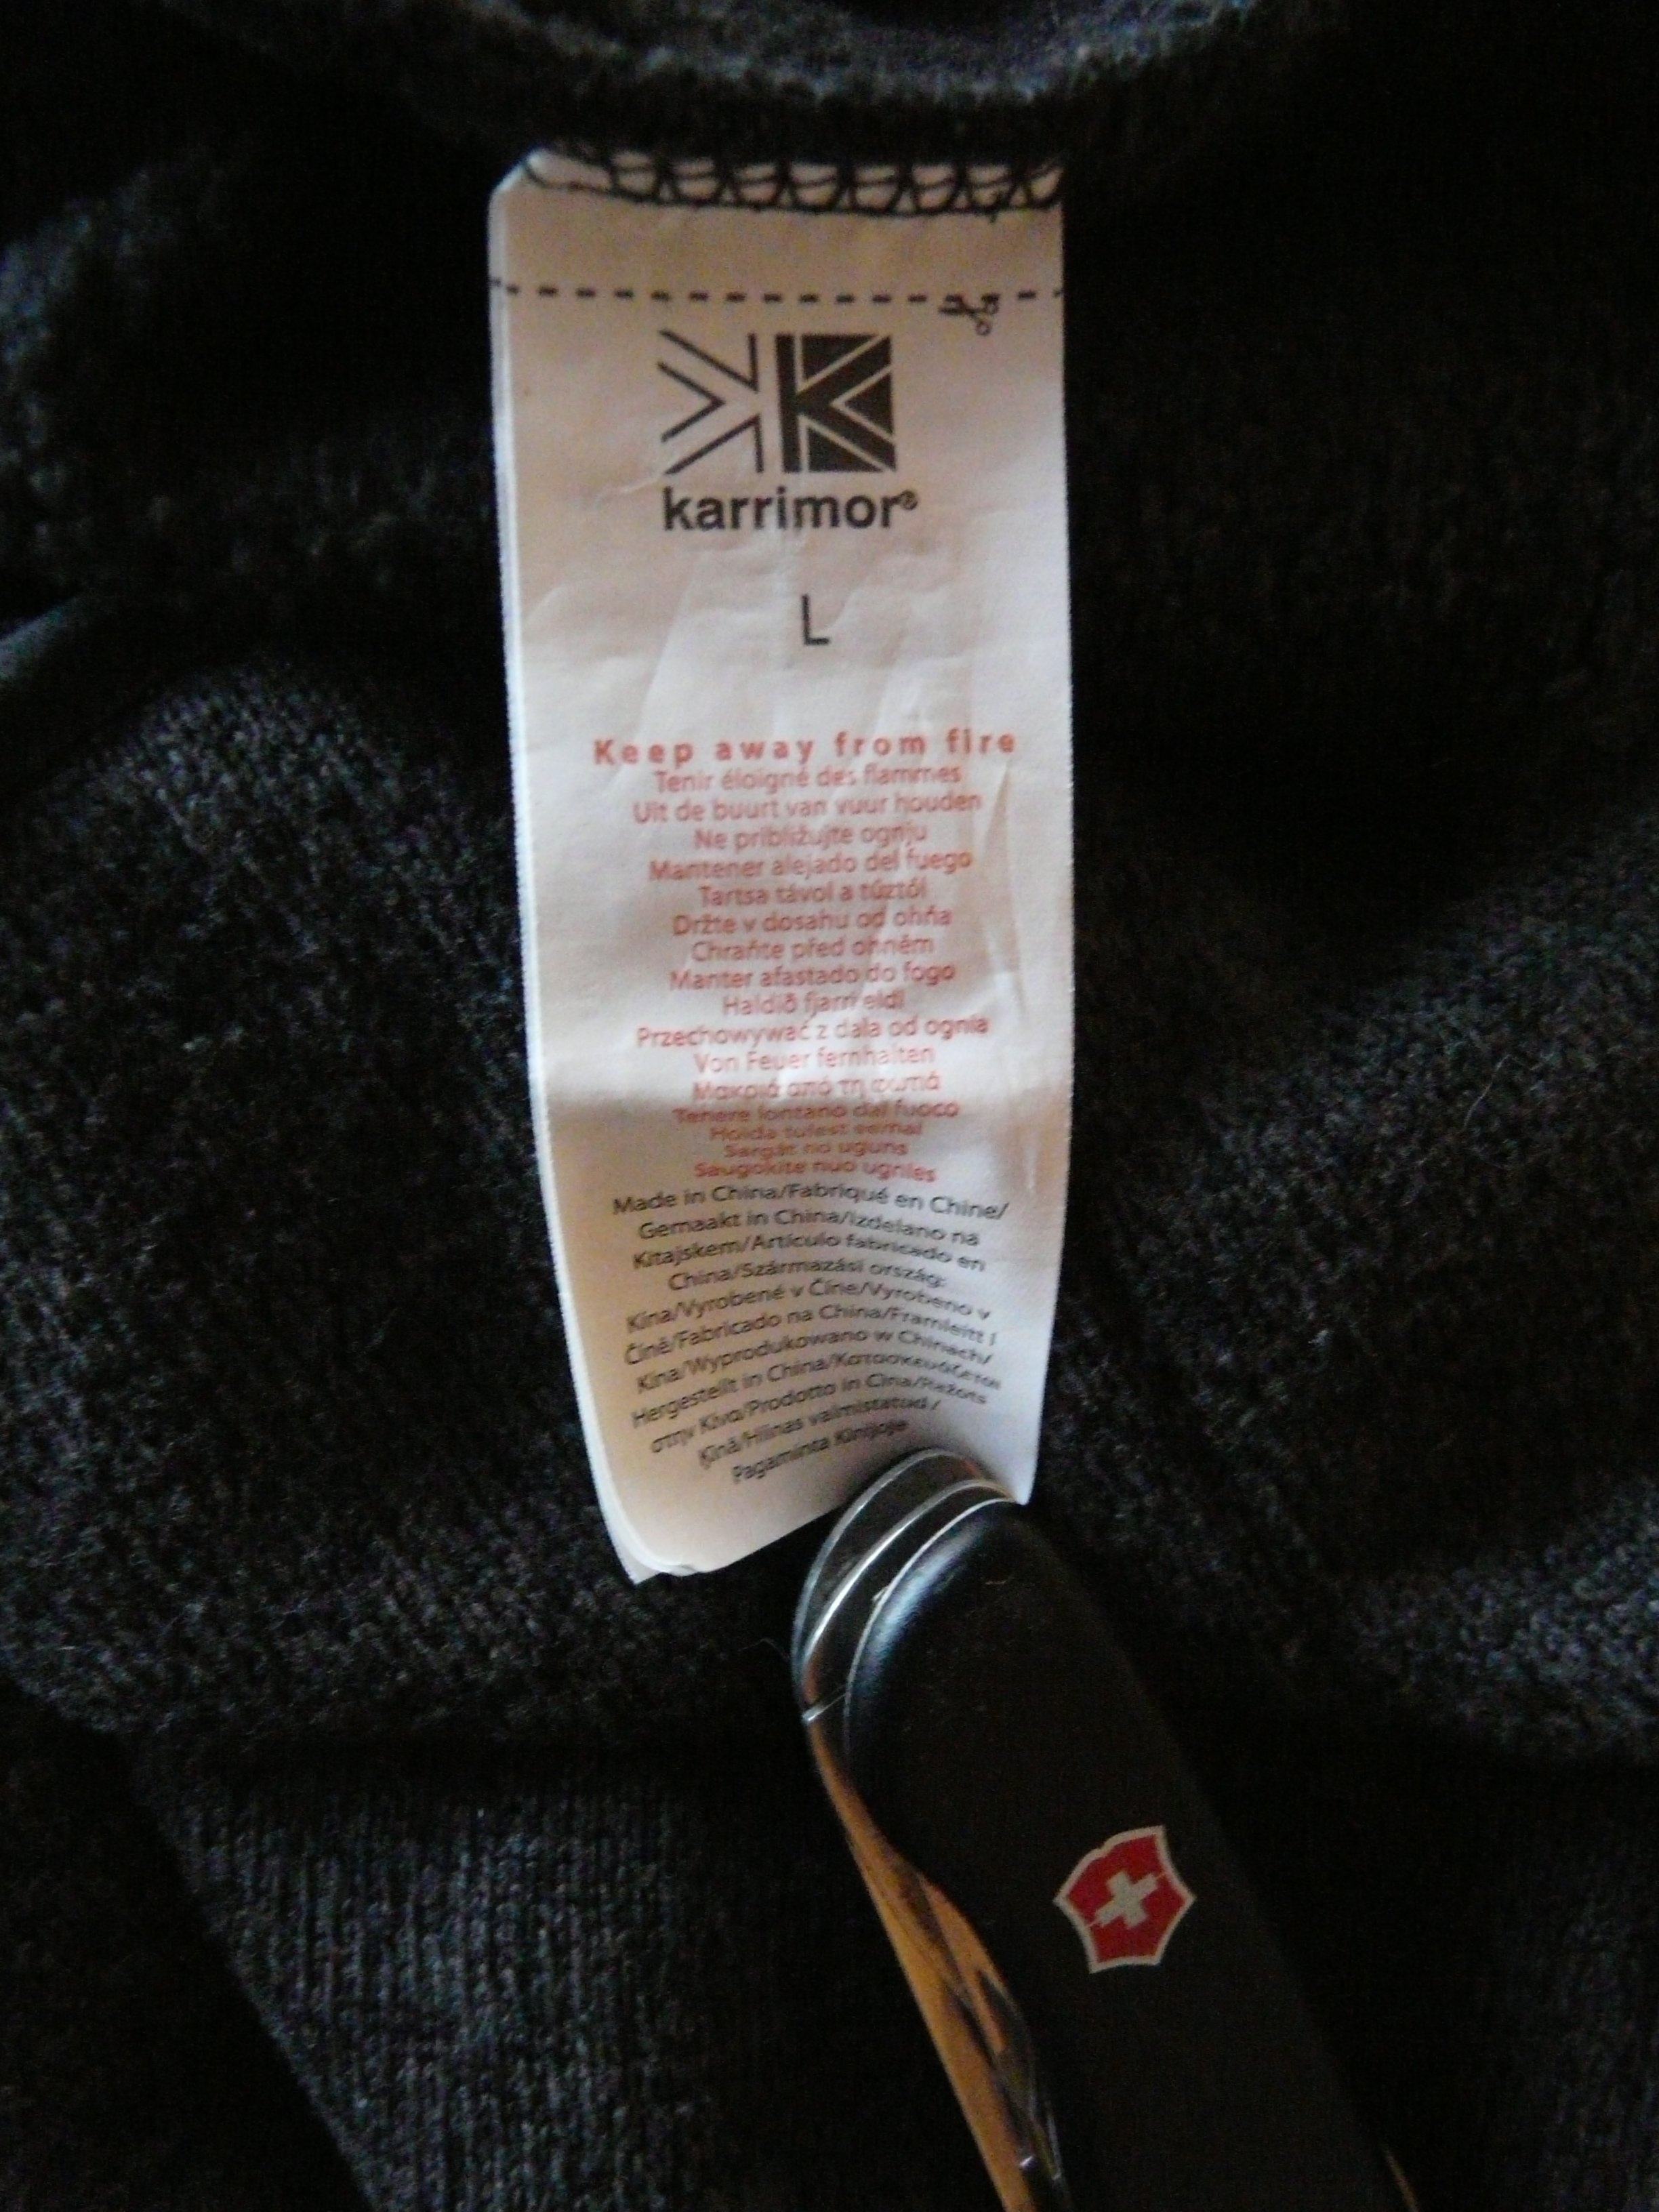 karrimor®
L
Keep away from fire
Tenir éloigné des flammes
Uit de buurt van vuur houden
Ne približujte ognju
Mantener alejado del fuego
Tartsa távol a tűztől
Držte v dosahu od ohňa
Chraňte před ohněm
Manter afastado do fogo
Haldið fjarri eldi
Przechowywać z dala od ognia
Von Feuer fernhalten
Μακριά από τη φωτιά
Tenere lontano dal fuoco
Hoida tulest eemal
Sargāt no uguns
Saugokite nuo ugnies
Made in China/Fabriqué en Chine/
Gemaakt in China/Izdelano na
Kitajskem/Artículo fabricado en
China/Származási ország:
Kína/Vyrobené v Číne/Vyrobeno v
Číně/Fabricado na China/Framleitt í
Kína/Wyprodukowano w Chinach/
Hergestellt in China/Κατασκευάζεται
στην Κίνα/Prodotto in Cina/Ražots
Ķīnā/Hiinas valmistatud /
Pagaminta Kinijoje